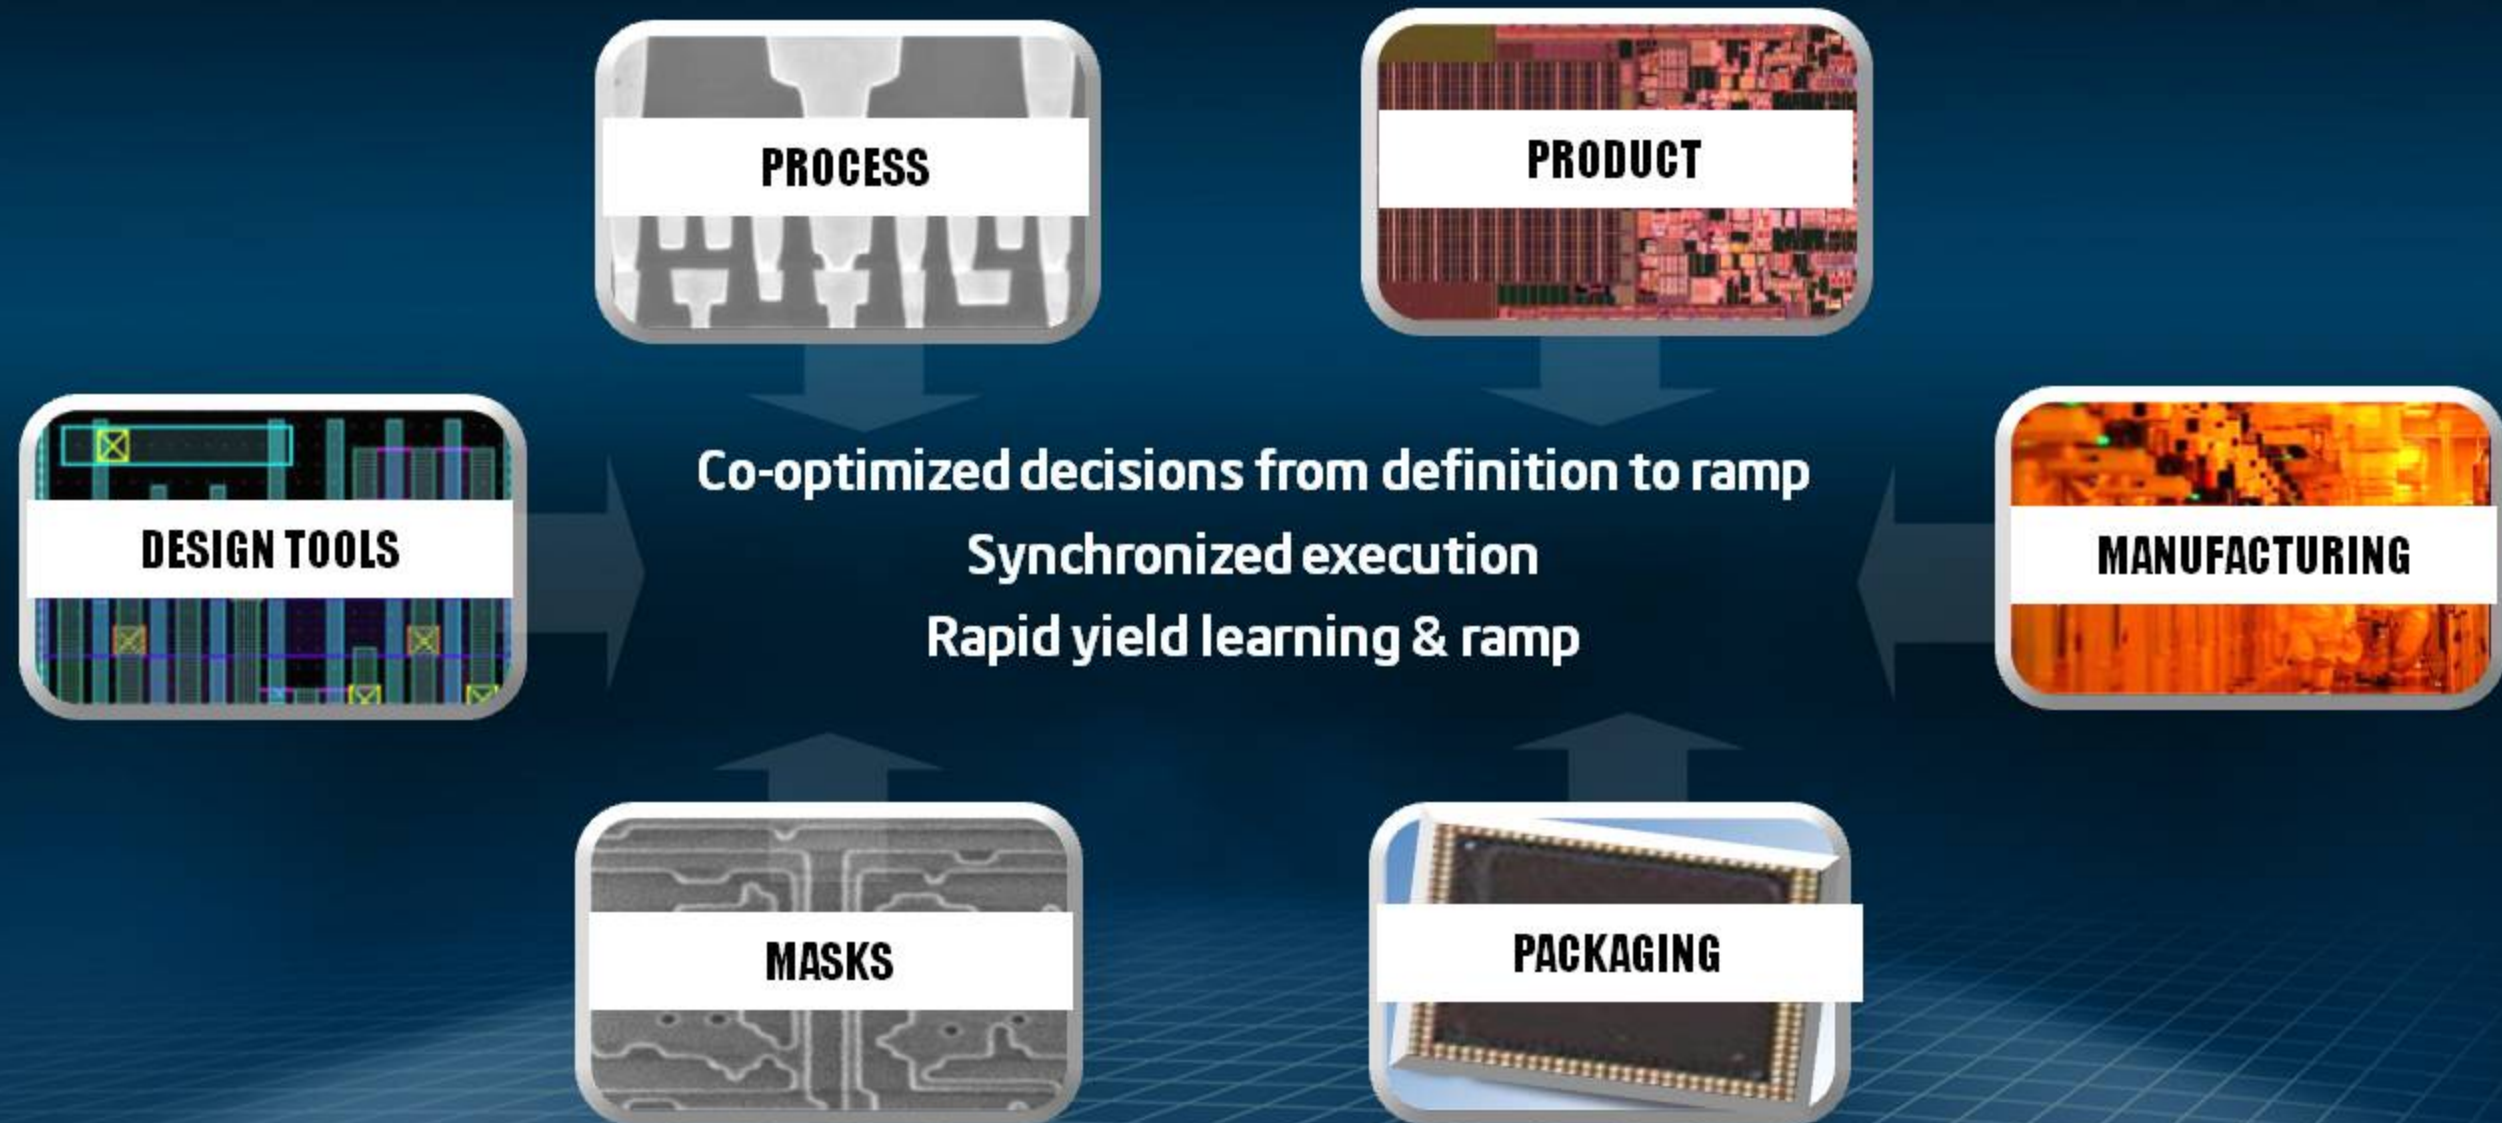 PROCESS
PRODUCT
DESIGN TOOLS
Co-optimized decisions from definition to ramp
Synchronized execution
Rapid yield learning & ramp
MANUFACTURING
MASKS
PACKAGING